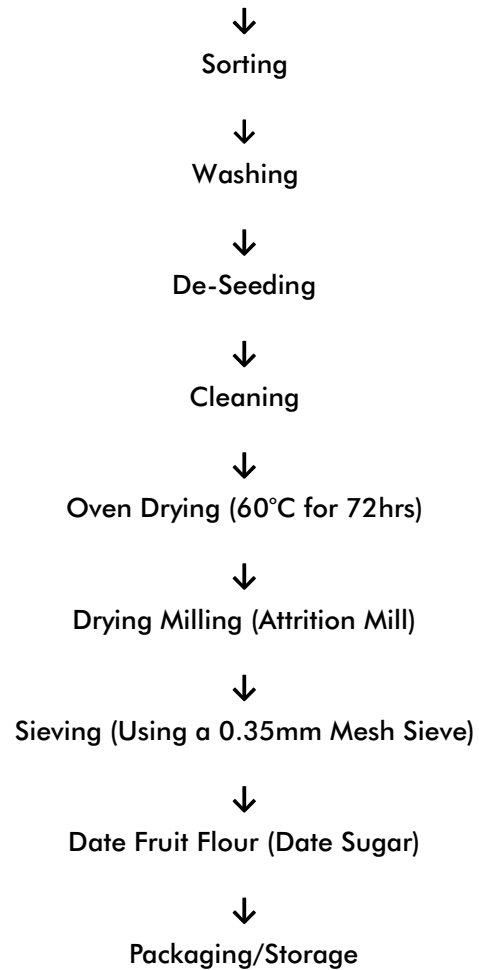 ↓
Sorting
↓
Washing
↓
De-Seeding
↓
Cleaning
↓
Oven Drying (60°C for 72hrs)
↓
Drying Milling (Attrition Mill)
↓
Sieving (Using a 0.35mm Mesh Sieve)
↓
Date Fruit Flour (Date Sugar)
↓
Packaging/Storage